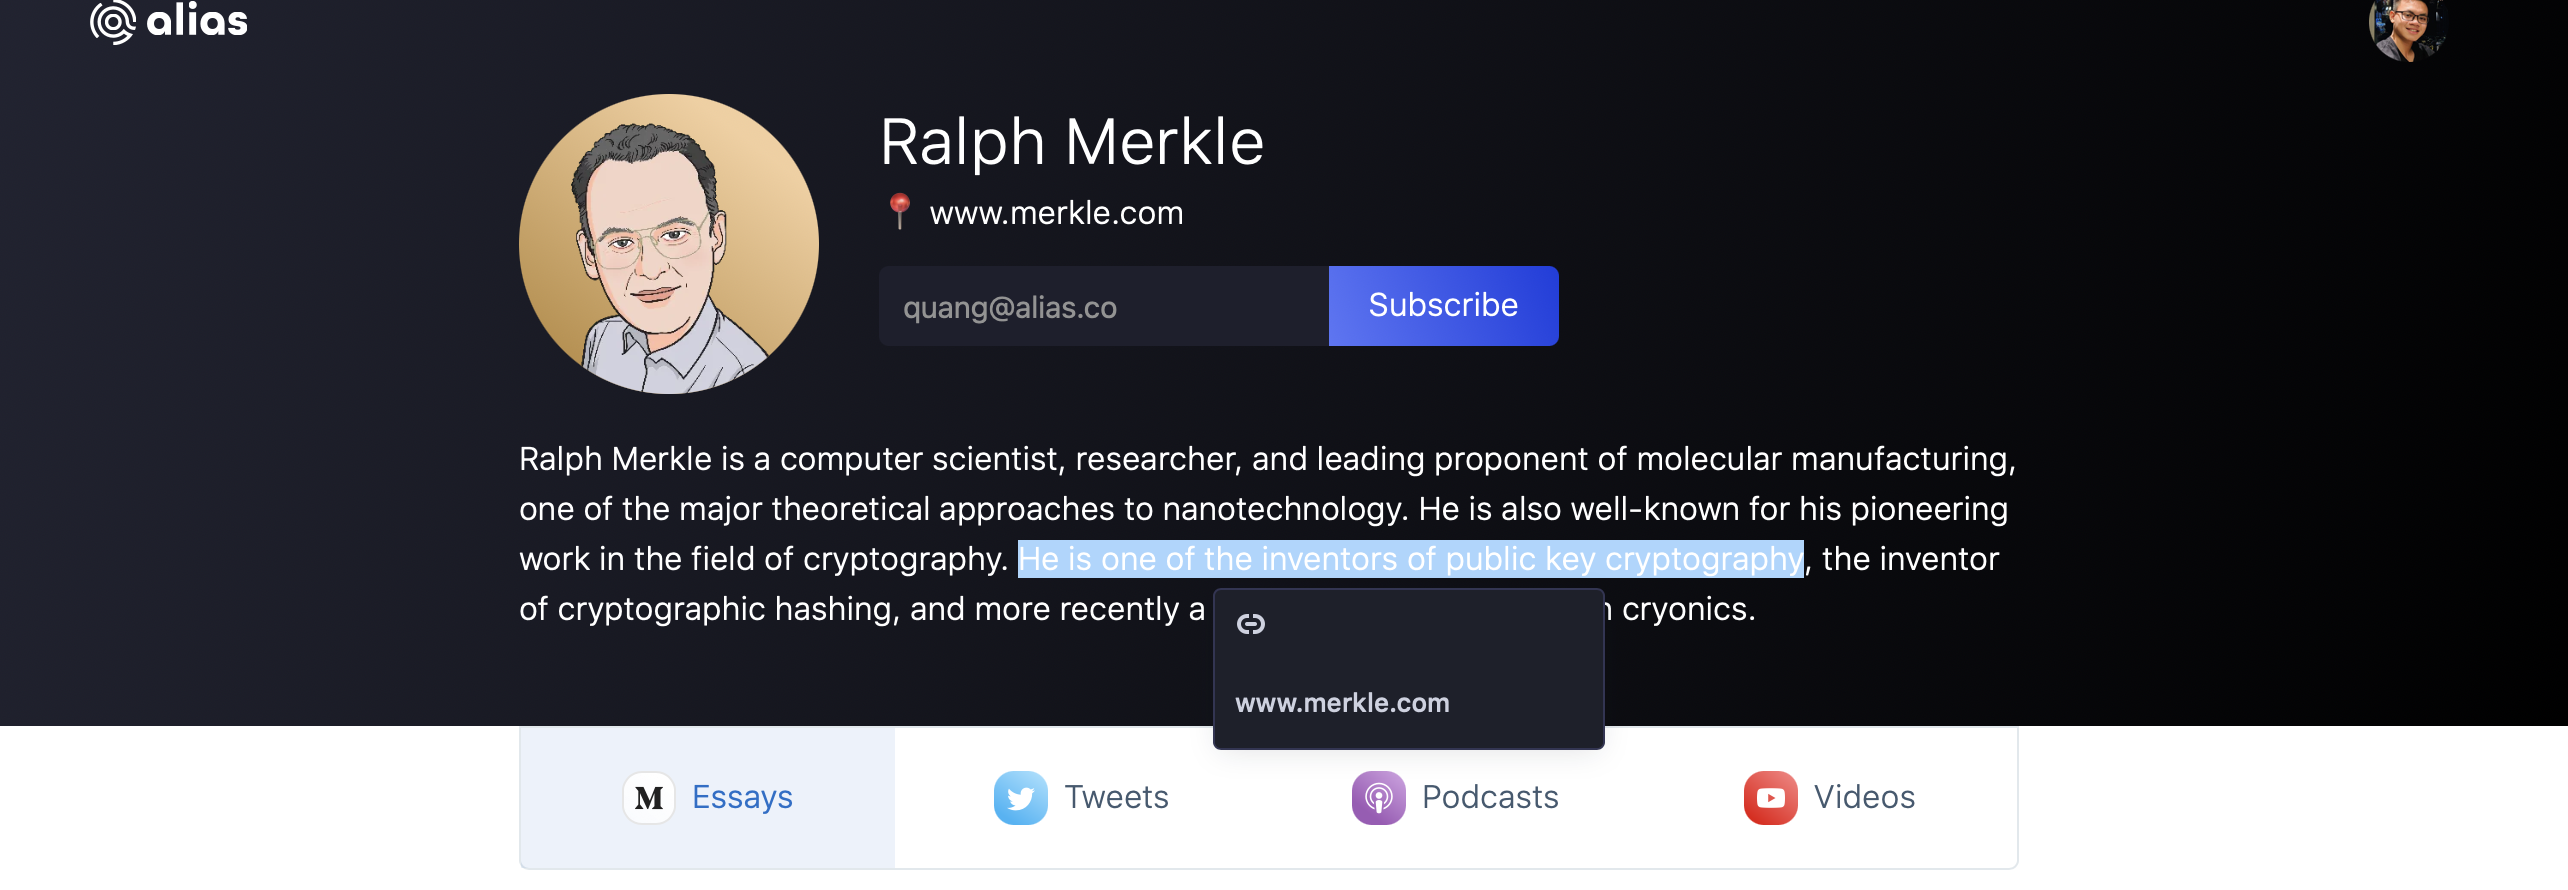 alias
Ralph Merkle
www.merkle.com
quang@alias.co
Subscribe
Ralph Merkle is a computer scientist, researcher, and leading proponent of molecular manufacturing,
one of the major theoretical approaches to nanotechnology. He is also well-known for his pioneering
work in the field of cryptography. He is one of the inventors of public key cryptography, the inventor
of cryptographic hashing, and more recently a cryonics.
www.merkle.com
M Essays
Tweets
Podcasts
Videos